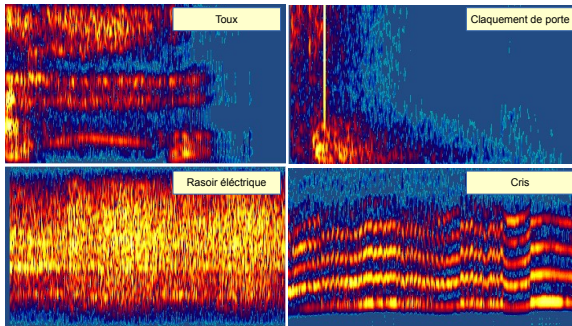 Toux
Claquement de porte
Rasoir éléctrique
Cris